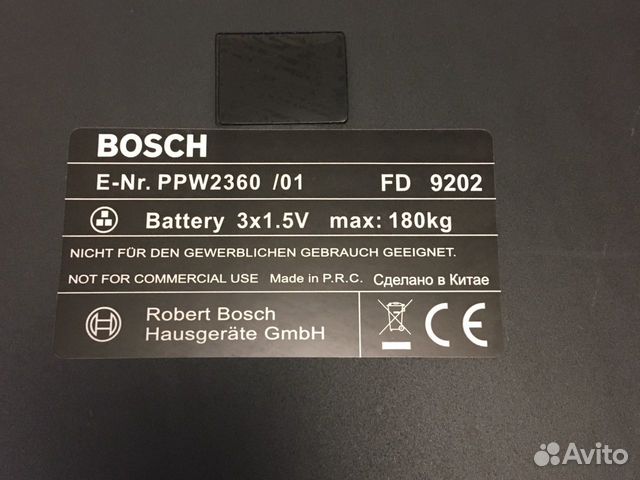 BOSCH
E-Nr. PPW2360 /01 FD 9202
Battery 3x1.5V max: 180kg
NICHT FÜR DEN GEWERBLICHEN GEBRAUCH GEEIGNET.
NOT FOR COMMERCIAL USE Made in P.R.C. Сделано в Китае
Robert Bosch
Hausgeräte GmbH
CE
Avito